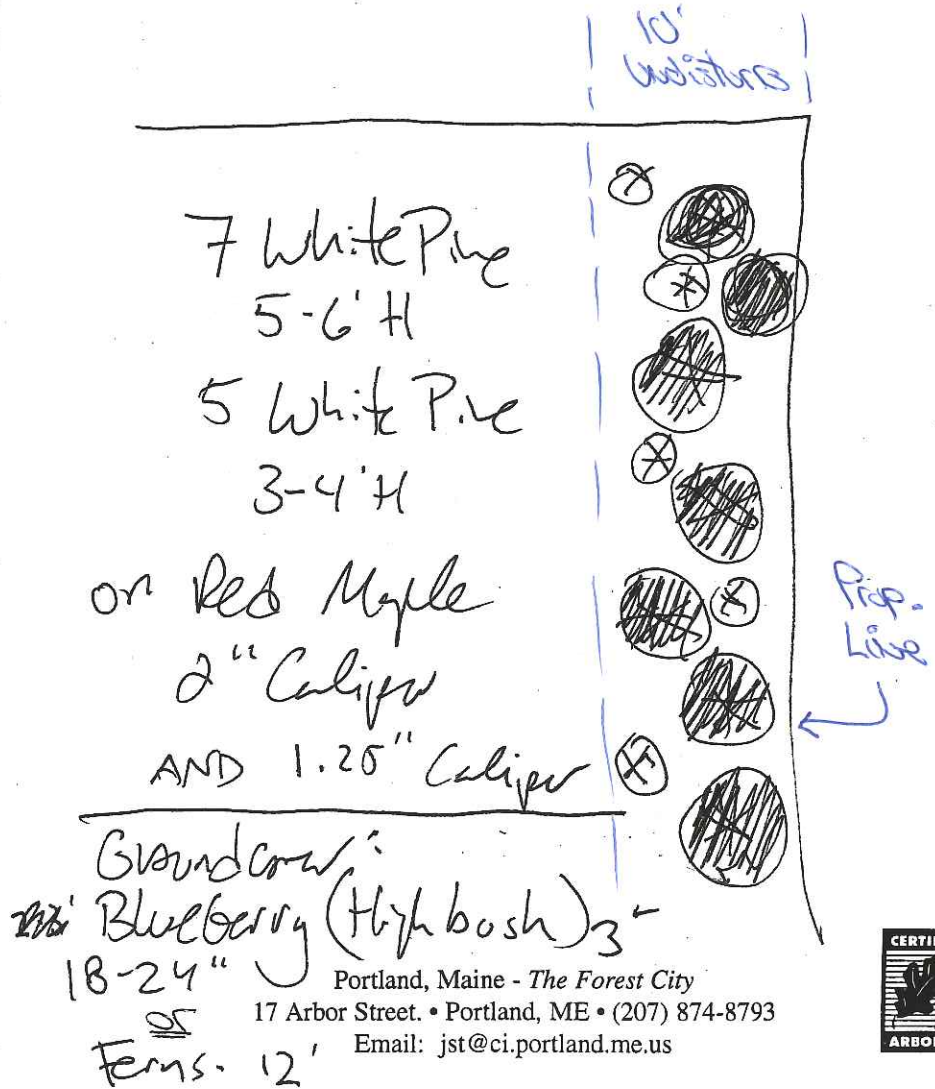 10'
Undisturb
7 White Pine
5-6' H
5 White Pine
3-4' H
or Red Maple
2" Caliper
AND 1.25" Caliper
Prop.
Line
Groundcover:
Blueberry (Highbush) 3
18-24"
or
Ferns. 12'
Portland, Maine - The Forest City
17 Arbor Street. • Portland, ME • (207) 874-8793
Email: jst@ci.portland.me.us